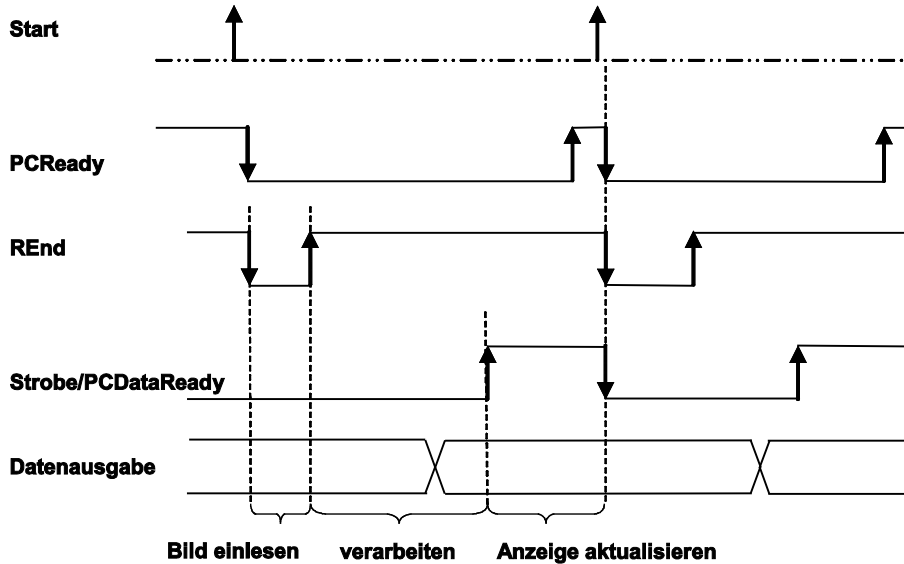 Start
PCReady
REnd
Strobe/PCDataReady
Datenausgabe
Bild einlesen verarbeiten Anzeige aktualisieren